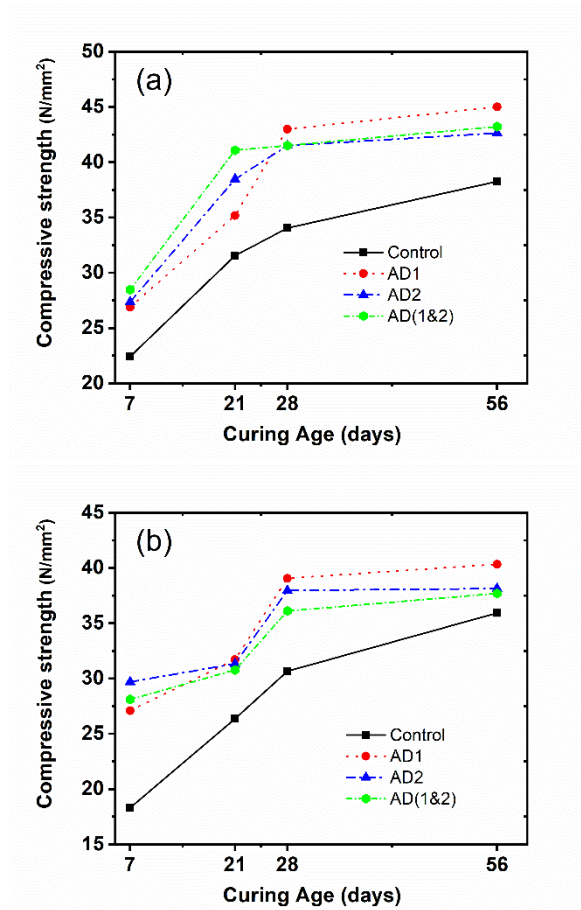 (a)
Compressive strength (N/mm²)
50
45
40
35
30
25
20
Control
AD1
AD2
AD(1&2)
7 21 28 56
Curing Age (days)
(b)
Compressive strength (N/mm²)
45
40
35
30
25
20
15
Control
AD1
AD2
AD(1&2)
7 21 28 56
Curing Age (days)